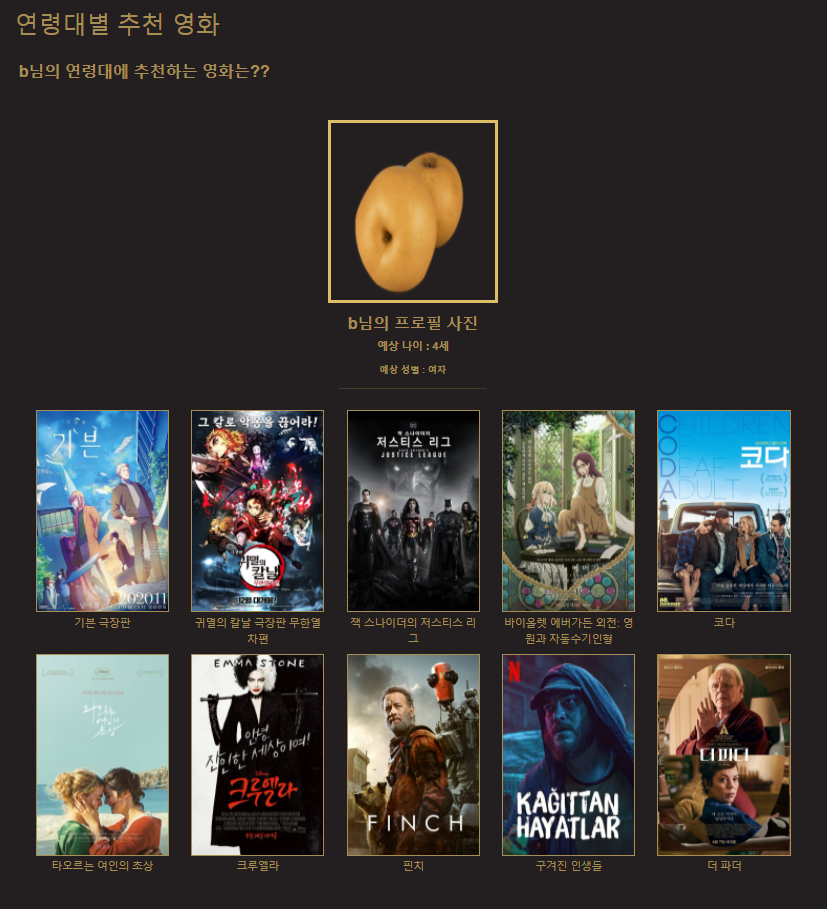 연령대별 추천 영화
b님의 연령대에 추천하는 영화는??
b님의 프로필 사진
예상 나이 : 4세
예상 성별 : 여자
기븐
2020.11
기븐 극장판
그 칼로 악몽을 끊어라!
귀멸의
칼날
12월 대개봉!
귀멸의 칼날 극장판 무한열
차편
잭 스나이더의
저스티스 리그
JUSTICE LEAGUE
잭 스나이더의 저스티스 리
그
바이올렛 에버가든 외전: 영
원과 자동수기인형
CHILDREN
OF
DEAF
ADULT
코다
코다
나
타오르는 여인의 초상
EMMA STONE
안녕
잔인한 세상이여!
크루엘라
크루엘라
FINCH
핀치
N
KAĞITTAN
HAYATLAR
구겨진 인생들
더 파더
더 파더